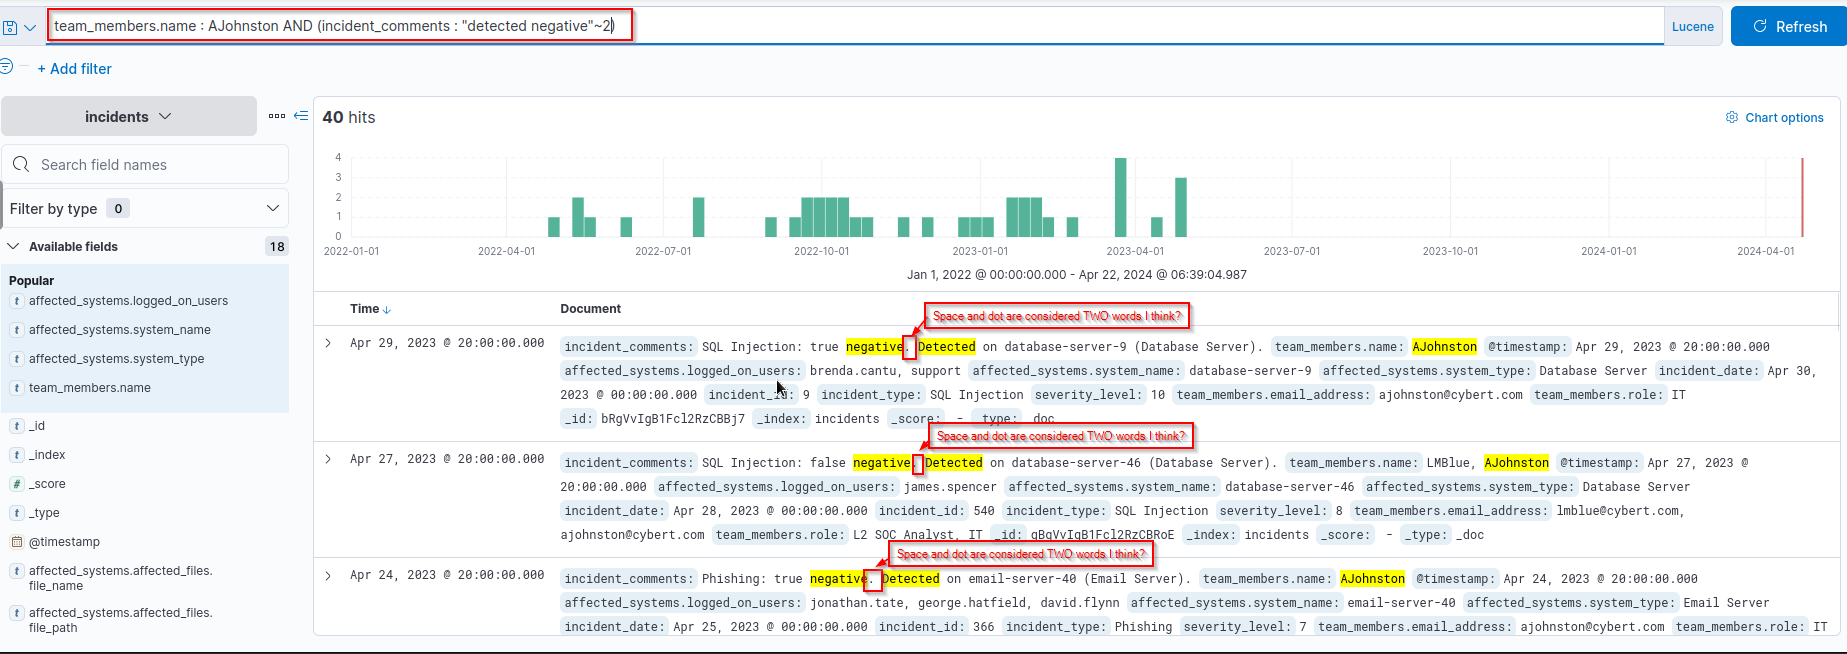 team_members.name : AJohnston AND (incident_comments : "detected negative"~2)
Lucene
Refresh
+ Add filter
incidents
Search field names
Filter by type 0
Available fields 18
Popular
affected_systems.logged_on_users
affected_systems.system_name
affected_systems.system_type
team_members.name
_id
_index
_score
_type
@timestamp
affected_systems.affected_files.
file_name
affected_systems.affected_files.
file_path
40 hits
Chart options
4
3
2
1
0
2022-01-01 2022-04-01 2022-07-01 2022-10-01 2023-01-01 2023-04-01 2023-07-01 2023-10-01 2024-01-01 2024-04-01
Jan 1, 2022 @ 00:00:00.000 - Apr 22, 2024 @ 06:39:04.987
Time Document
Space and dot are considered TWO words I think?
Apr 29, 2023 @ 20:00:00.000 incident_comments: SQL Injection: true negative. Detected on database-server-9 (Database Server). team_members.name: AJohnston @timestamp: Apr 29, 2023 @ 20:00:00.000
affected_systems.logged_on_users: brenda.cantu, support affected_systems.system_name: database-server-9 affected_systems.system_type: Database Server incident_date: Apr 30,
2023 @ 00:00:00.000 incident_id: 9 incident_type: SQL Injection severity_level: 10 team_members.email_address: ajohnston@cybert.com team_members.role: IT
_id: bRgVvIgB1Fcl2RzCBBj7 _index: incidents _score: - _type: _doc
Space and dot are considered TWO words I think?
Apr 27, 2023 @ 20:00:00.000 incident_comments: SQL Injection: false negative. Detected on database-server-46 (Database Server). team_members.name: LMBlue, AJohnston @timestamp: Apr 27, 2023 @
20:00:00.000 affected_systems.logged_on_users: james.spencer affected_systems.system_name: database-server-46 affected_systems.system_type: Database Server
incident_date: Apr 28, 2023 @ 00:00:00.000 incident_id: 540 incident_type: SQL Injection severity_level: 8 team_members.email_address: lmblue@cybert.com,
ajohnston@cybert.com team_members.role: L2 SOC Analyst, IT _id: gBgVvIgB1Fcl2RzCBRoE _index: incidents _score: - _type: _doc
Space and dot are considered TWO words I think?
Apr 24, 2023 @ 20:00:00.000 incident_comments: Phishing: true negative. Detected on email-server-40 (Email Server). team_members.name: AJohnston @timestamp: Apr 24, 2023 @ 20:00:00.000
affected_systems.logged_on_users: jonathan.tate, george.hatfield, david.flynn affected_systems.system_name: email-server-40 affected_systems.system_type: Email Server
incident_date: Apr 25, 2023 @ 00:00:00.000 incident_id: 366 incident_type: Phishing severity_level: 7 team_members.email_address: ajohnston@cybert.com team_members.role: IT